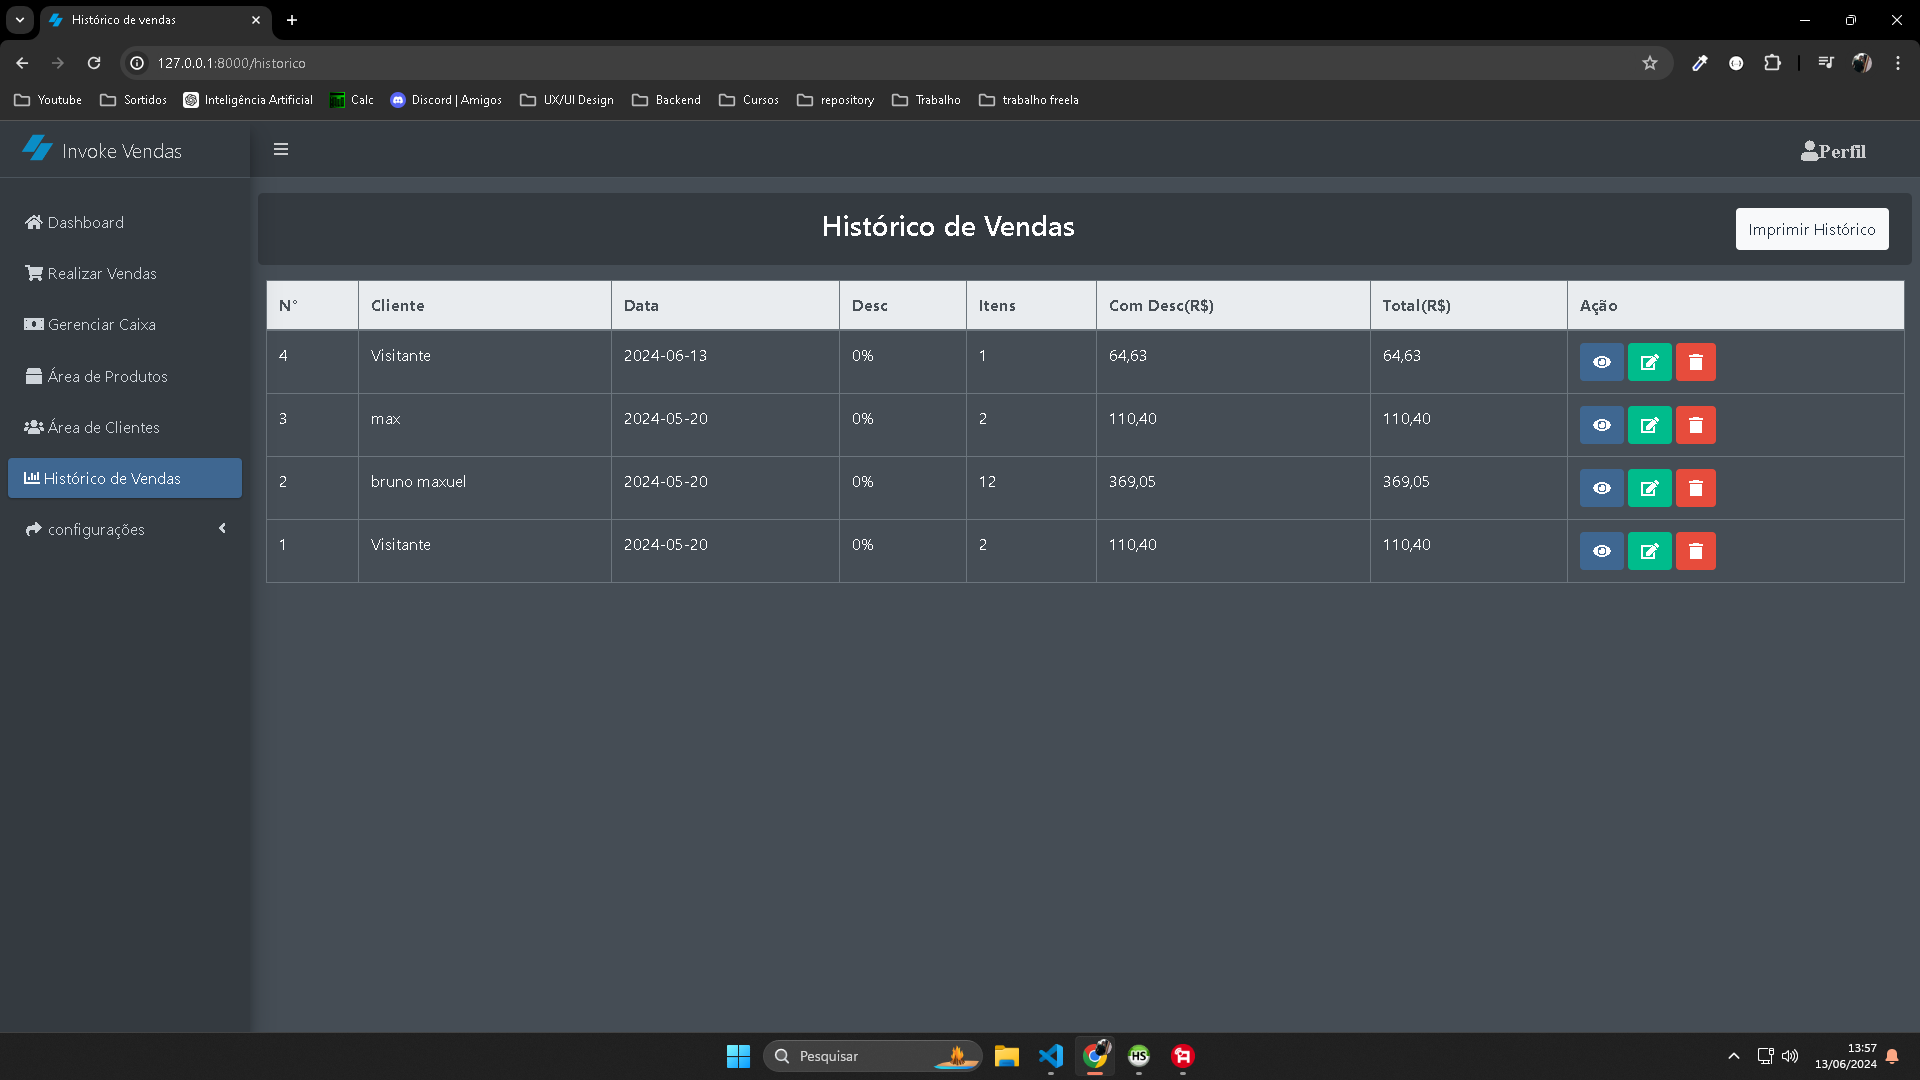 Histórico de vendas
127.0.0.1:8000/historico
Youtube Sortidos Inteligência Artificial Calc Discord | Amigos UX/UI Design Backend Cursos repository Trabalho trabalho freela
Invoke Vendas
Perfil
Dashboard
Realizar Vendas
Gerenciar Caixa
Área de Produtos
Área de Clientes
Histórico de Vendas
configurações
Histórico de Vendas
Imprimir Histórico
N° Cliente Data Desc Itens Com Desc(R$) Total(R$) Ação
4 Visitante 2024-06-13 0% 1 64,63 64,63
3 max 2024-05-20 0% 2 110,40 110,40
2 bruno maxuel 2024-05-20 0% 12 369,05 369,05
1 Visitante 2024-05-20 0% 2 110,40 110,40
Pesquisar
HS
13:57
13/06/2024